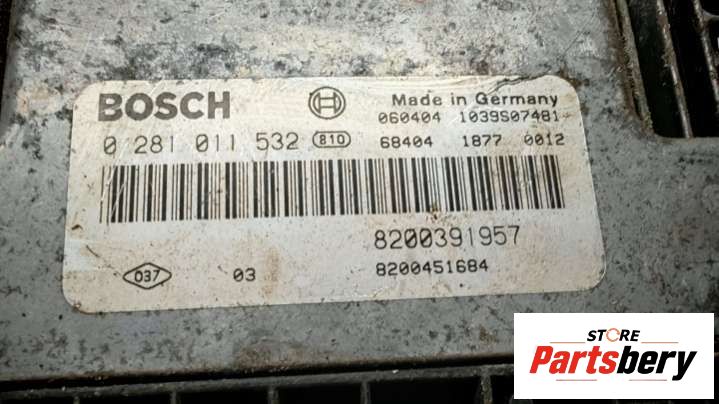 BOSCH
Made in Germany
060404 1039S07481
0 281 011 532 810
68404 1877 0012
8200391957
037 03
8200451684
STORE
Partsbery